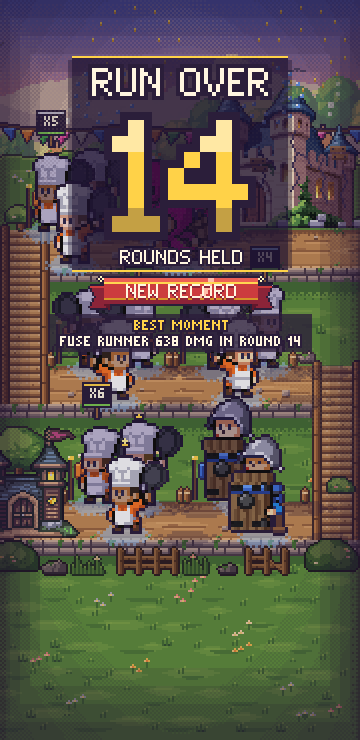 RUN OVER
X5
14
ROUNDS HELD
X4
NEW RECORD
BEST MOMENT
FUSE RUNNER 638 DMG IN ROUND 14
X6